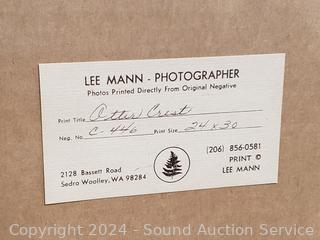 LEE MANN - PHOTOGRAPHER
Photos Printed Directly From Original Negative
Print Title Otter Crest
Neg. No. C-446 Print Size 24 x 30
(206) 856-0581
2128 Bassett Road PRINT ©
Sedro Woolley, WA 98284 LEE MANN
Copyright 2024 - Sound Auction Service